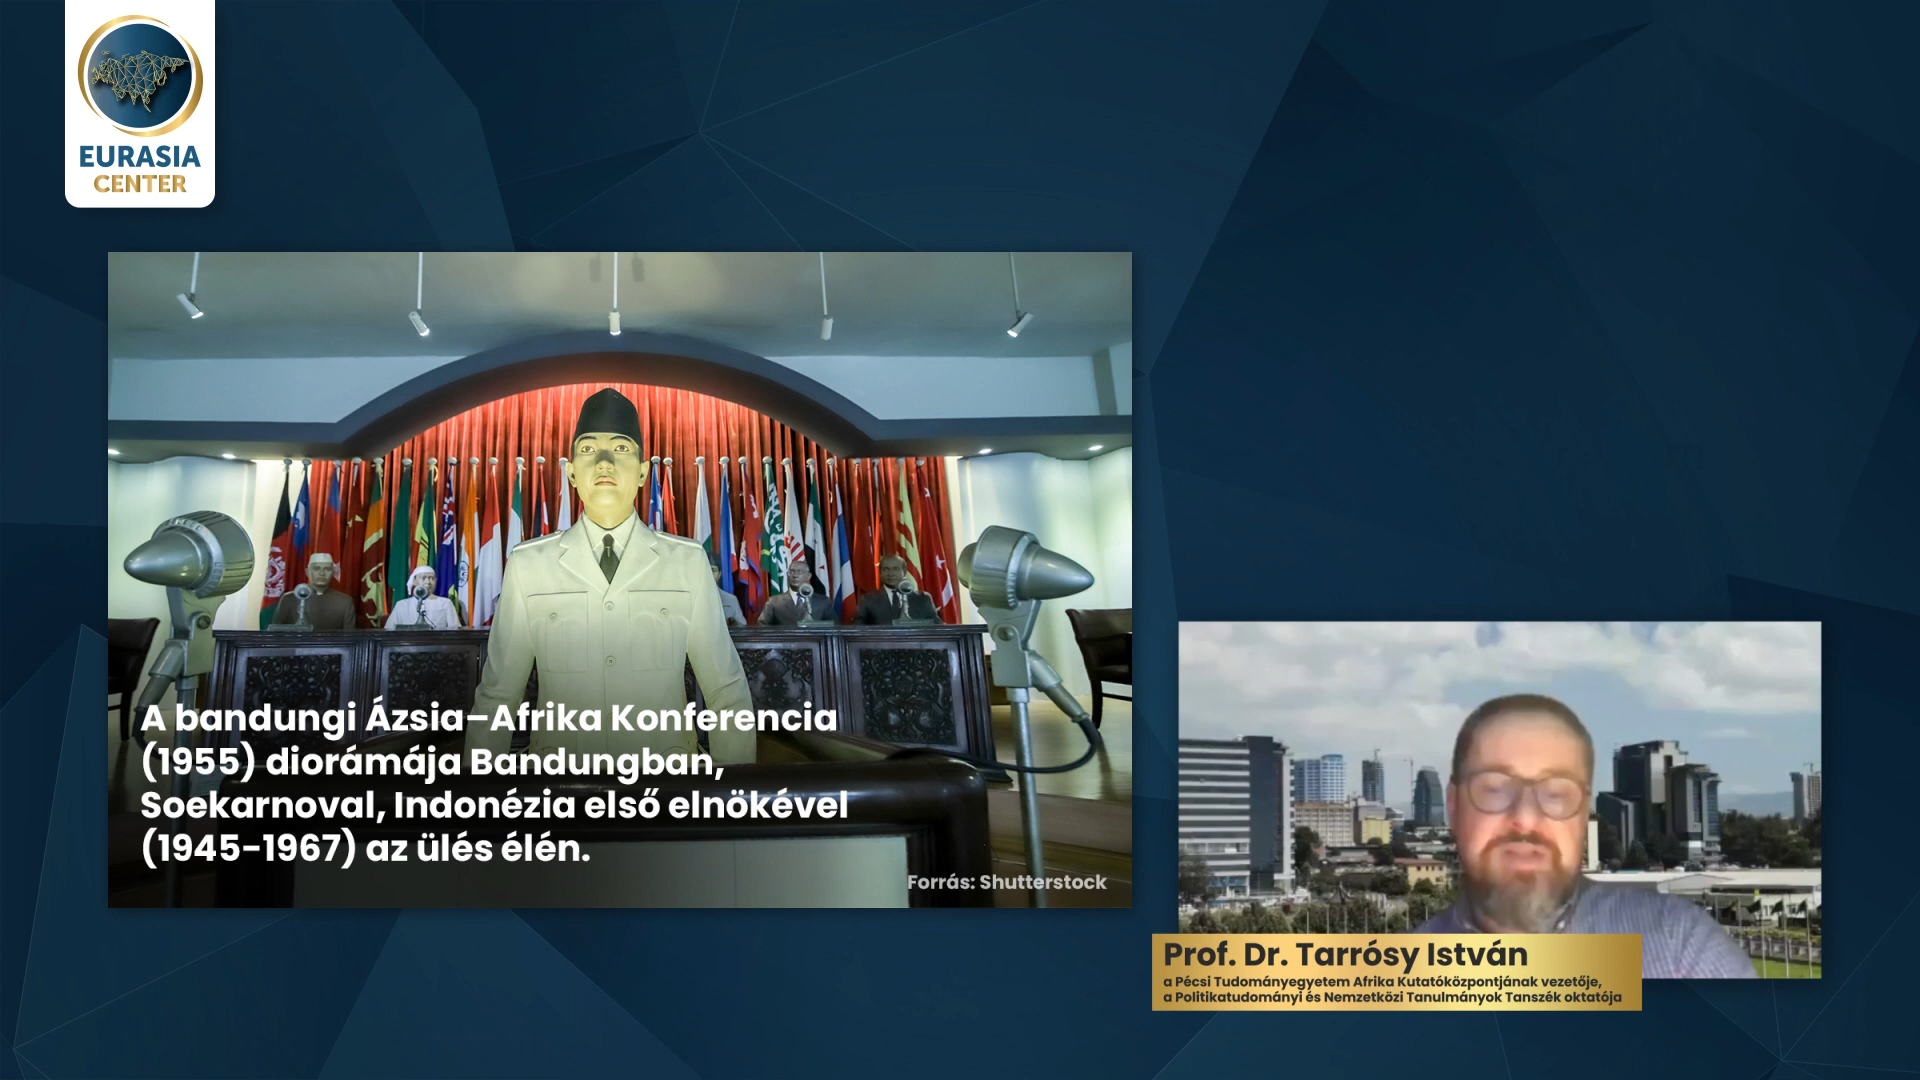 EURASIA
CENTER
A bandungi Ázsia–Afrika Konferencia
(1955) diorámája Bandungban,
Soekarnoval, Indonézia első elnökével
(1945-1967) az ülés élén.
Forrás: Shutterstock
Prof. Dr. Tarrósy István
a Pécsi Tudományegyetem Afrika Kutatóközpontjának vezetője,
a Politikatudományi és Nemzetközi Tanulmányok Tanszék oktatója